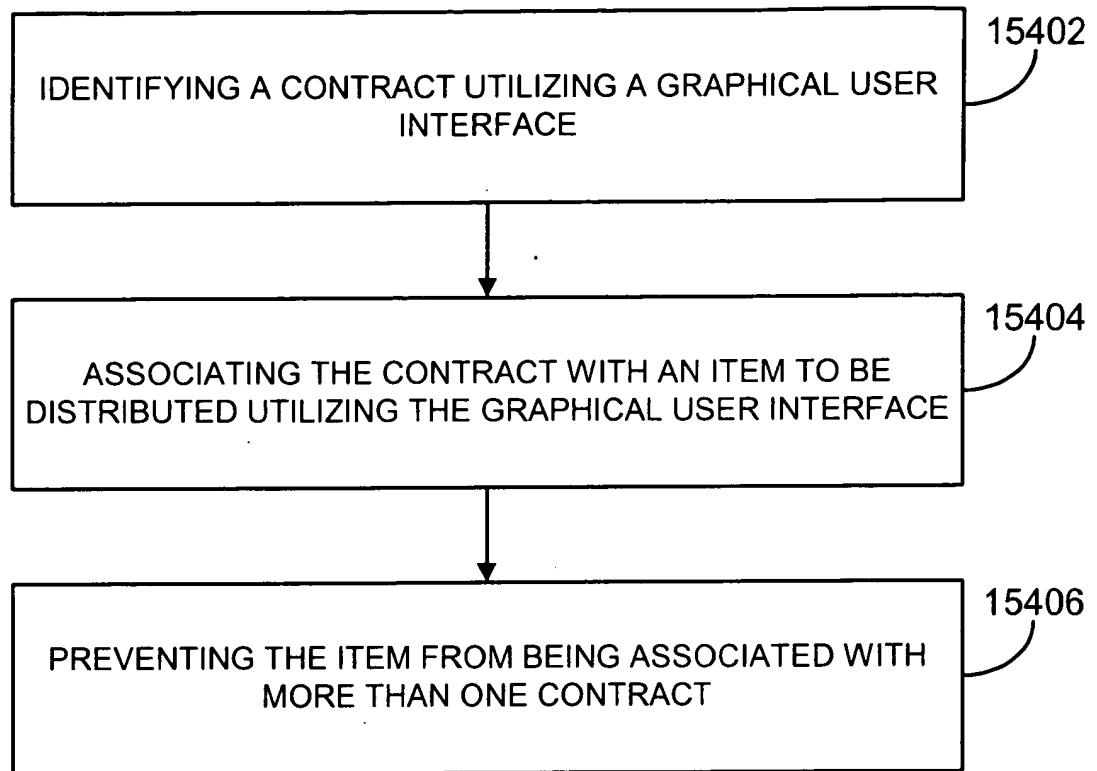 15402
IDENTIFYING A CONTRACT UTILIZING A GRAPHICAL USER
INTERFACE
15404
ASSOCIATING THE CONTRACT WITH AN ITEM TO BE
DISTRIBUTED UTILIZING THE GRAPHICAL USER INTERFACE
15406
PREVENTING THE ITEM FROM BEING ASSOCIATED WITH
MORE THAN ONE CONTRACT